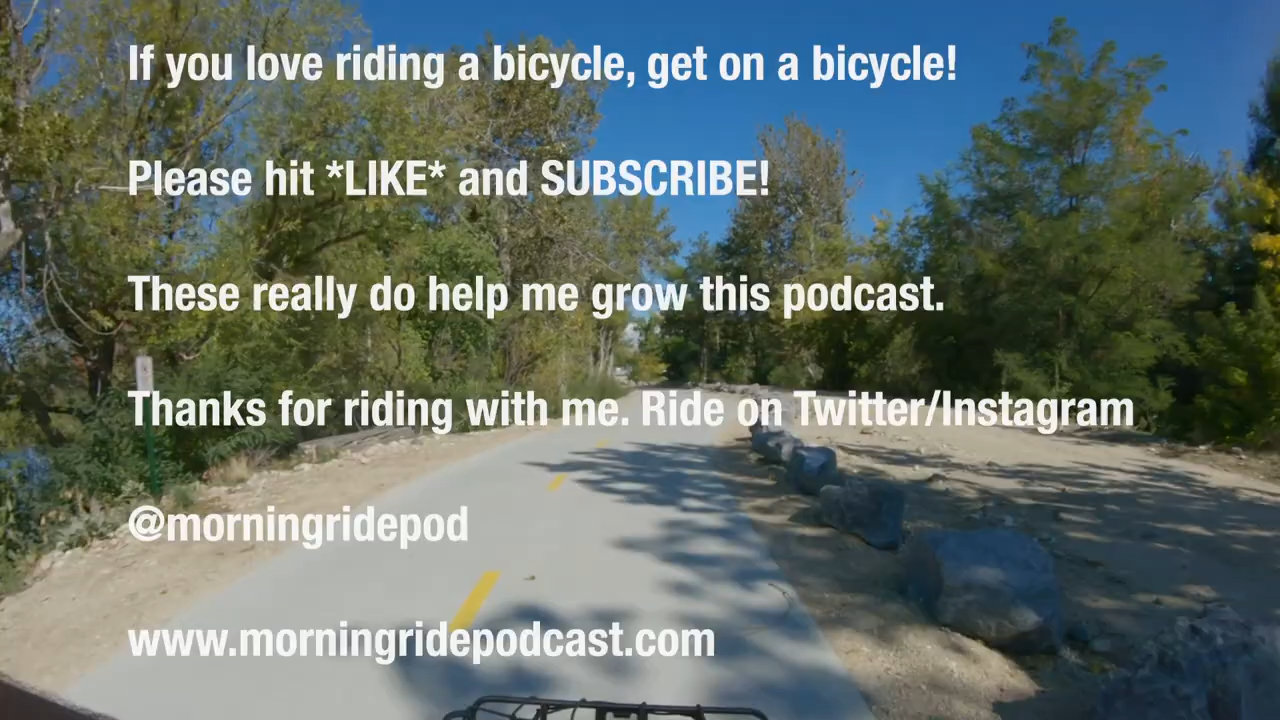 If you love riding a bicycle, get on a bicycle!
Please hit *LIKE* and SUBSCRIBE!
These really do help me grow this podcast.
Thanks for riding with me. Ride on Twitter/Instagram
@morningridepod
www.morningridepodcast.com